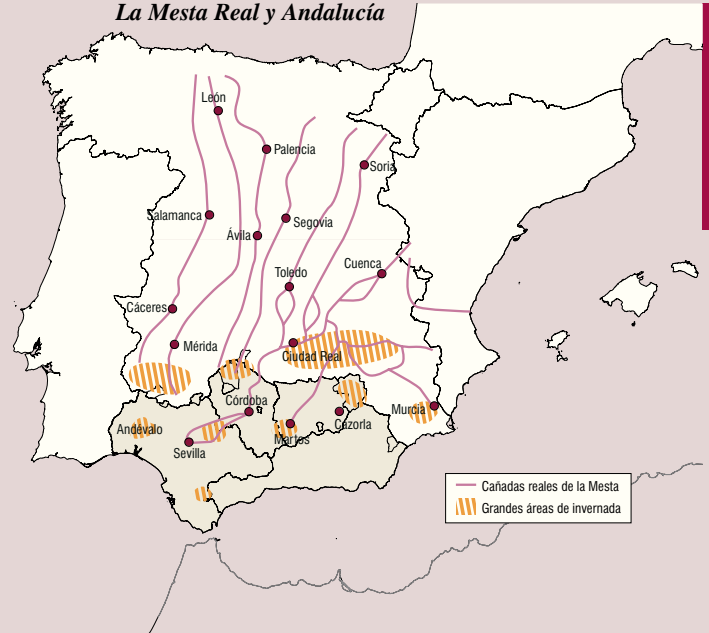 La Mesta Real y Andalucía
León
Palencia
Soria
Salamanca
Segovia
Ávila
Toledo
Cuenca
Cáceres
Mérida
Ciudad Real
Córdoba
Murcia
Andévalo
Martos
Cazorla
Sevilla
Cañadas reales de la Mesta
Grandes áreas de invernada